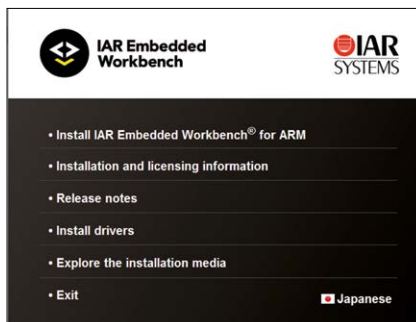 IAR Embedded
Workbench
IAR
SYSTEMS
• Install IAR Embedded Workbench® for ARM
• Installation and licensing information
• Release notes
• Install drivers
• Explore the installation media
• Exit
Japanese